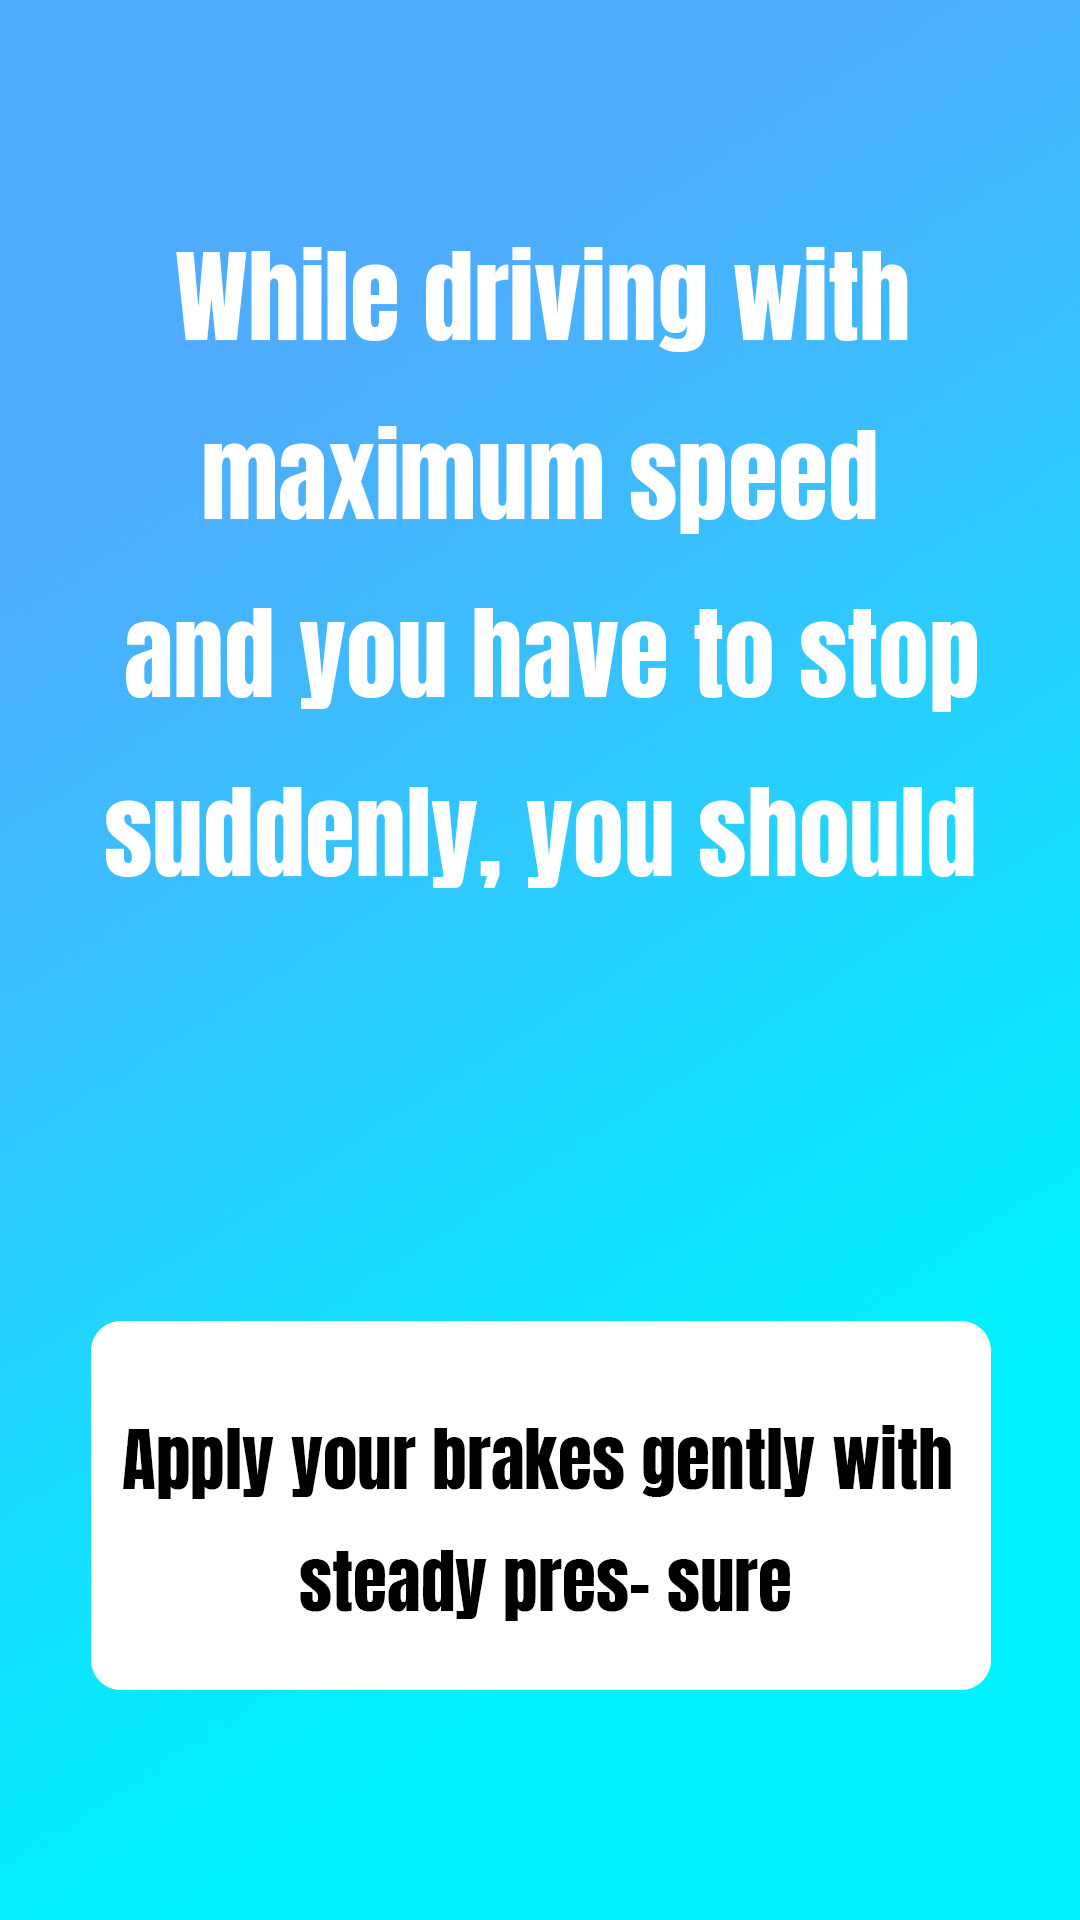 While driving with
maximum speed
and you have to stop
suddenly, you should
Apply your brakes gently with
steady pres- sure